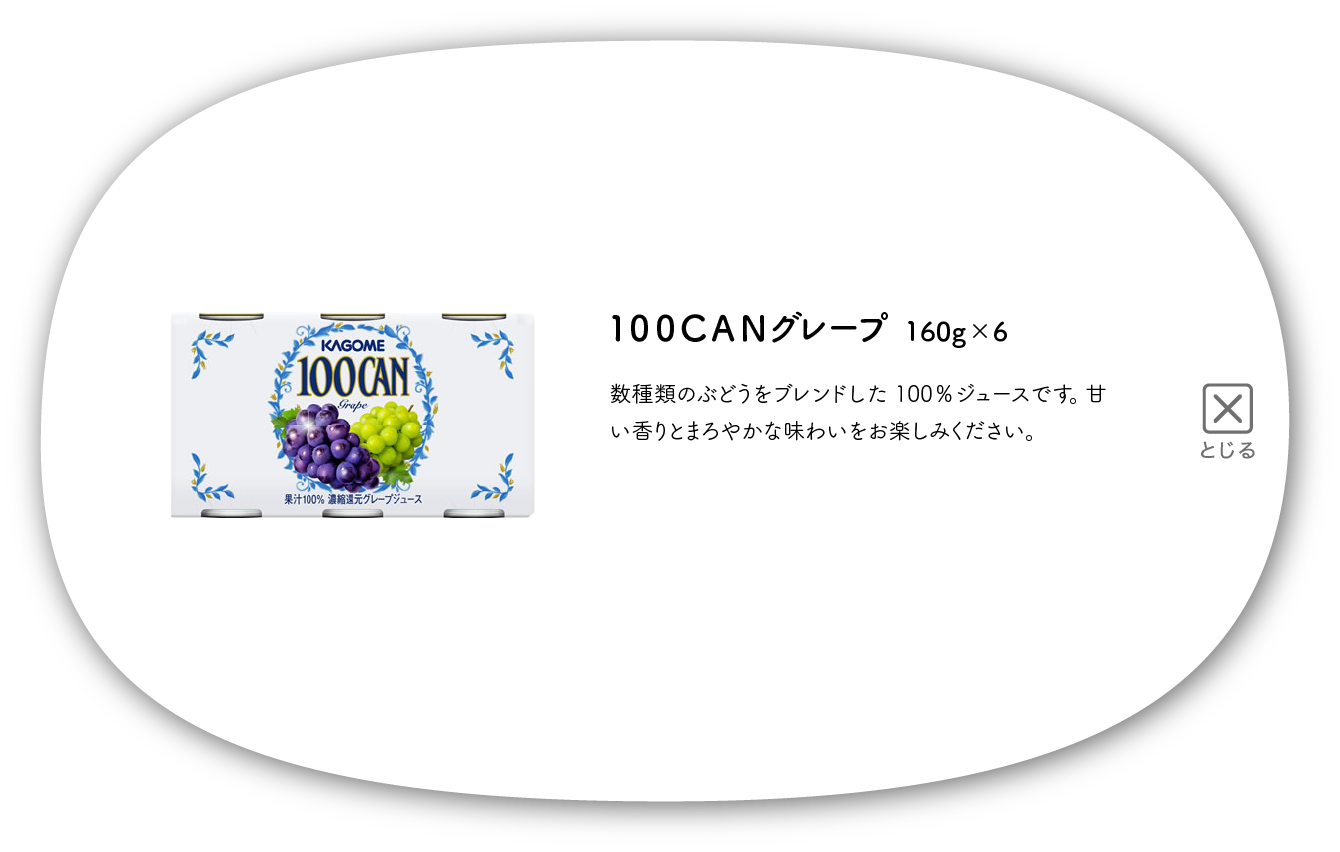 KAGOME
100CAN
Grape
果汁100% 濃縮還元グレープジュース
100CANグレープ 160g×6
数種類のぶどうをブレンドした 100%ジュースです。甘
い香りとまろやかな味わいをお楽しみください。
とじる